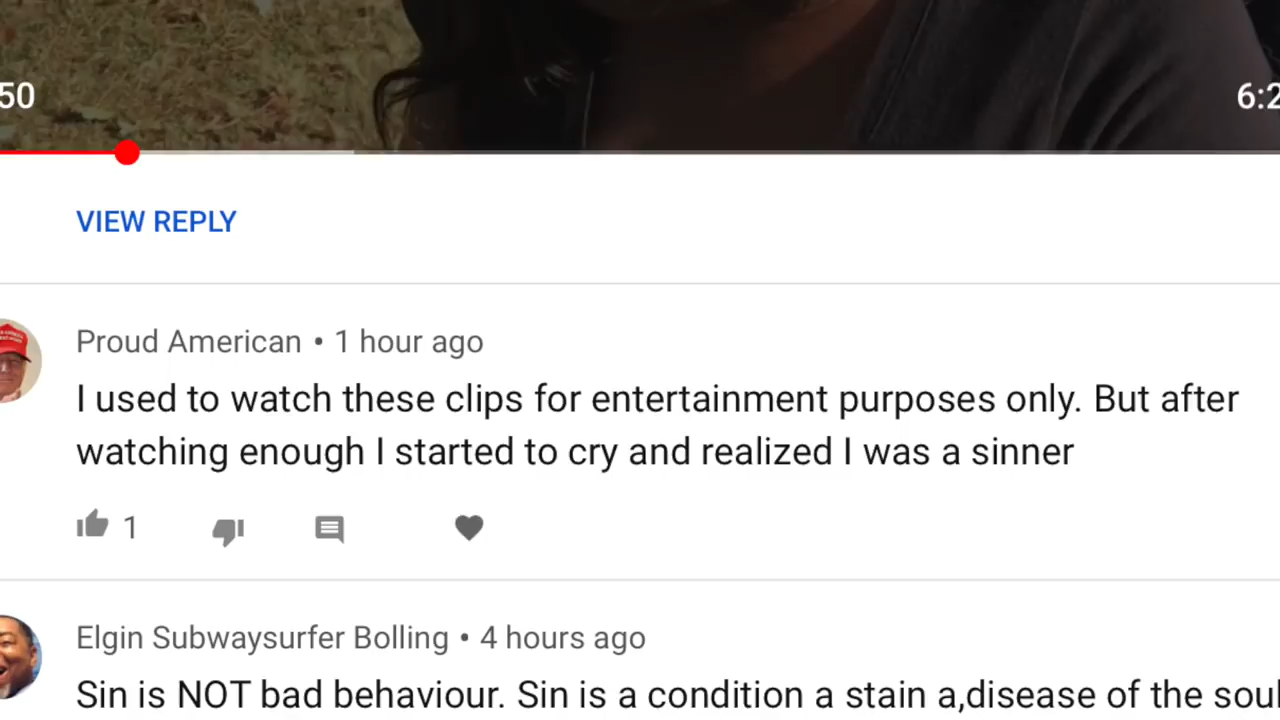 50
6:2
VIEW REPLY
Proud American • 1 hour ago
I used to watch these clips for entertainment purposes only. But after
watching enough I started to cry and realized I was a sinner
1
Elgin Subwaysurfer Bolling • 4 hours ago
Sin is NOT bad behaviour. Sin is a condition a stain a,disease of the soul